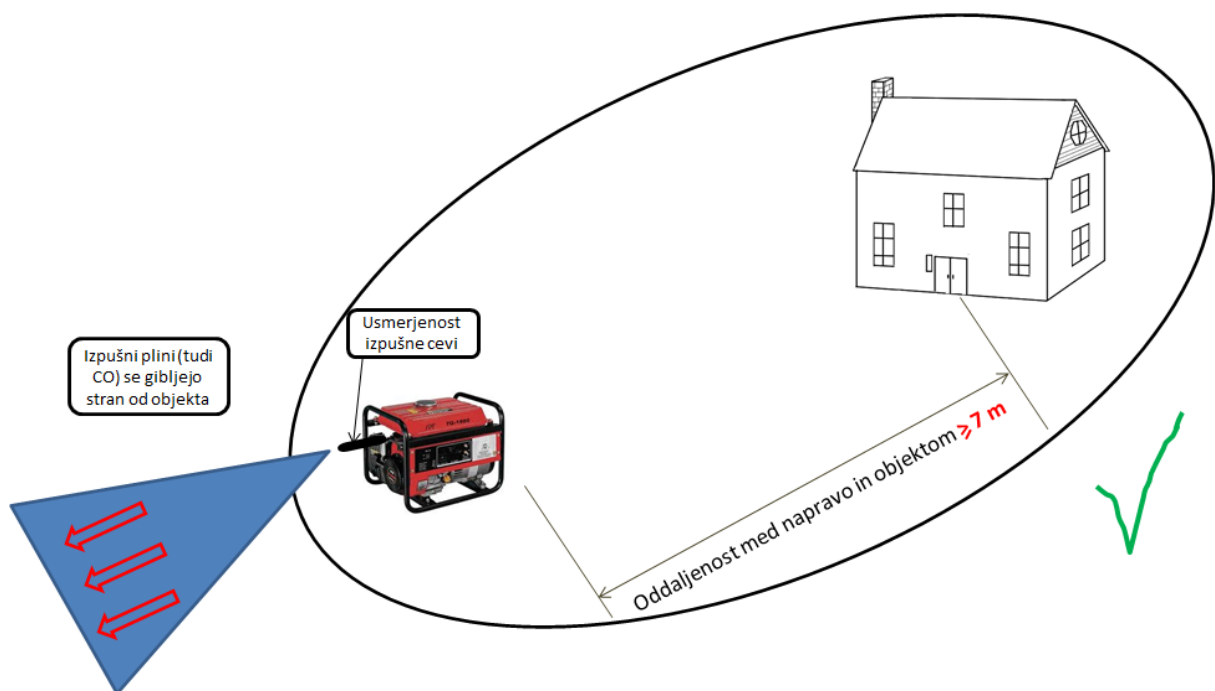 Usmerjenost
izpušne cevi
Izpušni plini (tudi
CO) se gibljejo
stran od objekta
Oddaljenost med napravo in objektom ⩾7 m